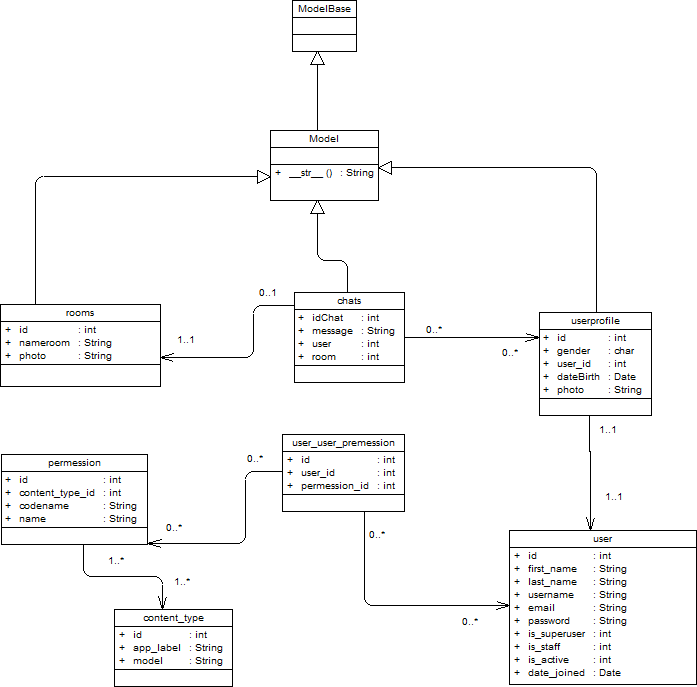 ModelBase
Model
+ __str__ () : String
rooms
+ id : int
+ nameroom : String
+ photo : String
0..1
1..1
chats
+ idChat : int
+ message : String
+ user : int
+ room : int
0..*
0..*
userprofile
+ id : int
+ gender : char
+ user_id : int
+ dateBirth : Date
+ photo : String
1..1
1..1
permession
+ id : int
+ content_type_id : int
+ codename : String
+ name : String
0..*
0..*
user_user_premession
+ id : int
+ user_id : int
+ permession_id : int
0..*
0..*
1..*
1..*
content_type
+ id : int
+ app_label : String
+ model : String
user
+ id : int
+ first_name : String
+ last_name : String
+ username : String
+ email : String
+ password : String
+ is_superuser : int
+ is_staff : int
+ is_active : int
+ date_joined : Date